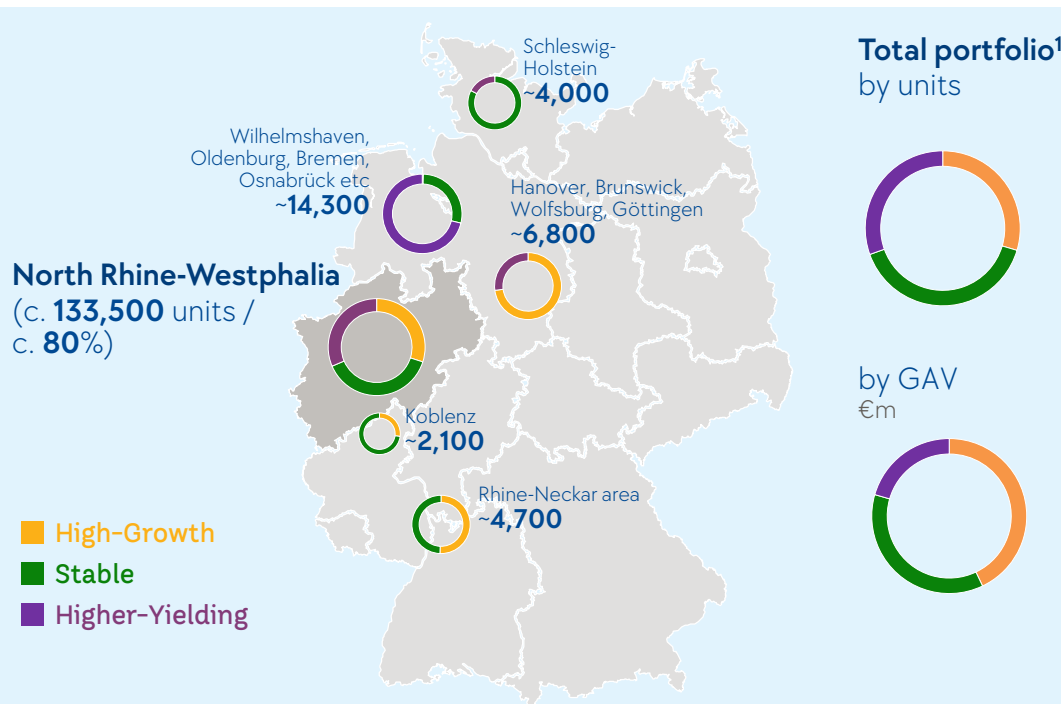 Schleswig-
Holstein
~4,000
Wilhelmshaven,
Oldenburg, Bremen,
Osnabrück etc
~14,300
Hanover, Brunswick,
Wolfsburg, Göttingen
~6,800
North Rhine-Westphalia
(c. 133,500 units /
c. 80%)
Koblenz
~2,100
Rhine-Neckar area
~4,700
High-Growth
Stable
Higher-Yielding
Total portfolio¹
by units
by GAV
€m